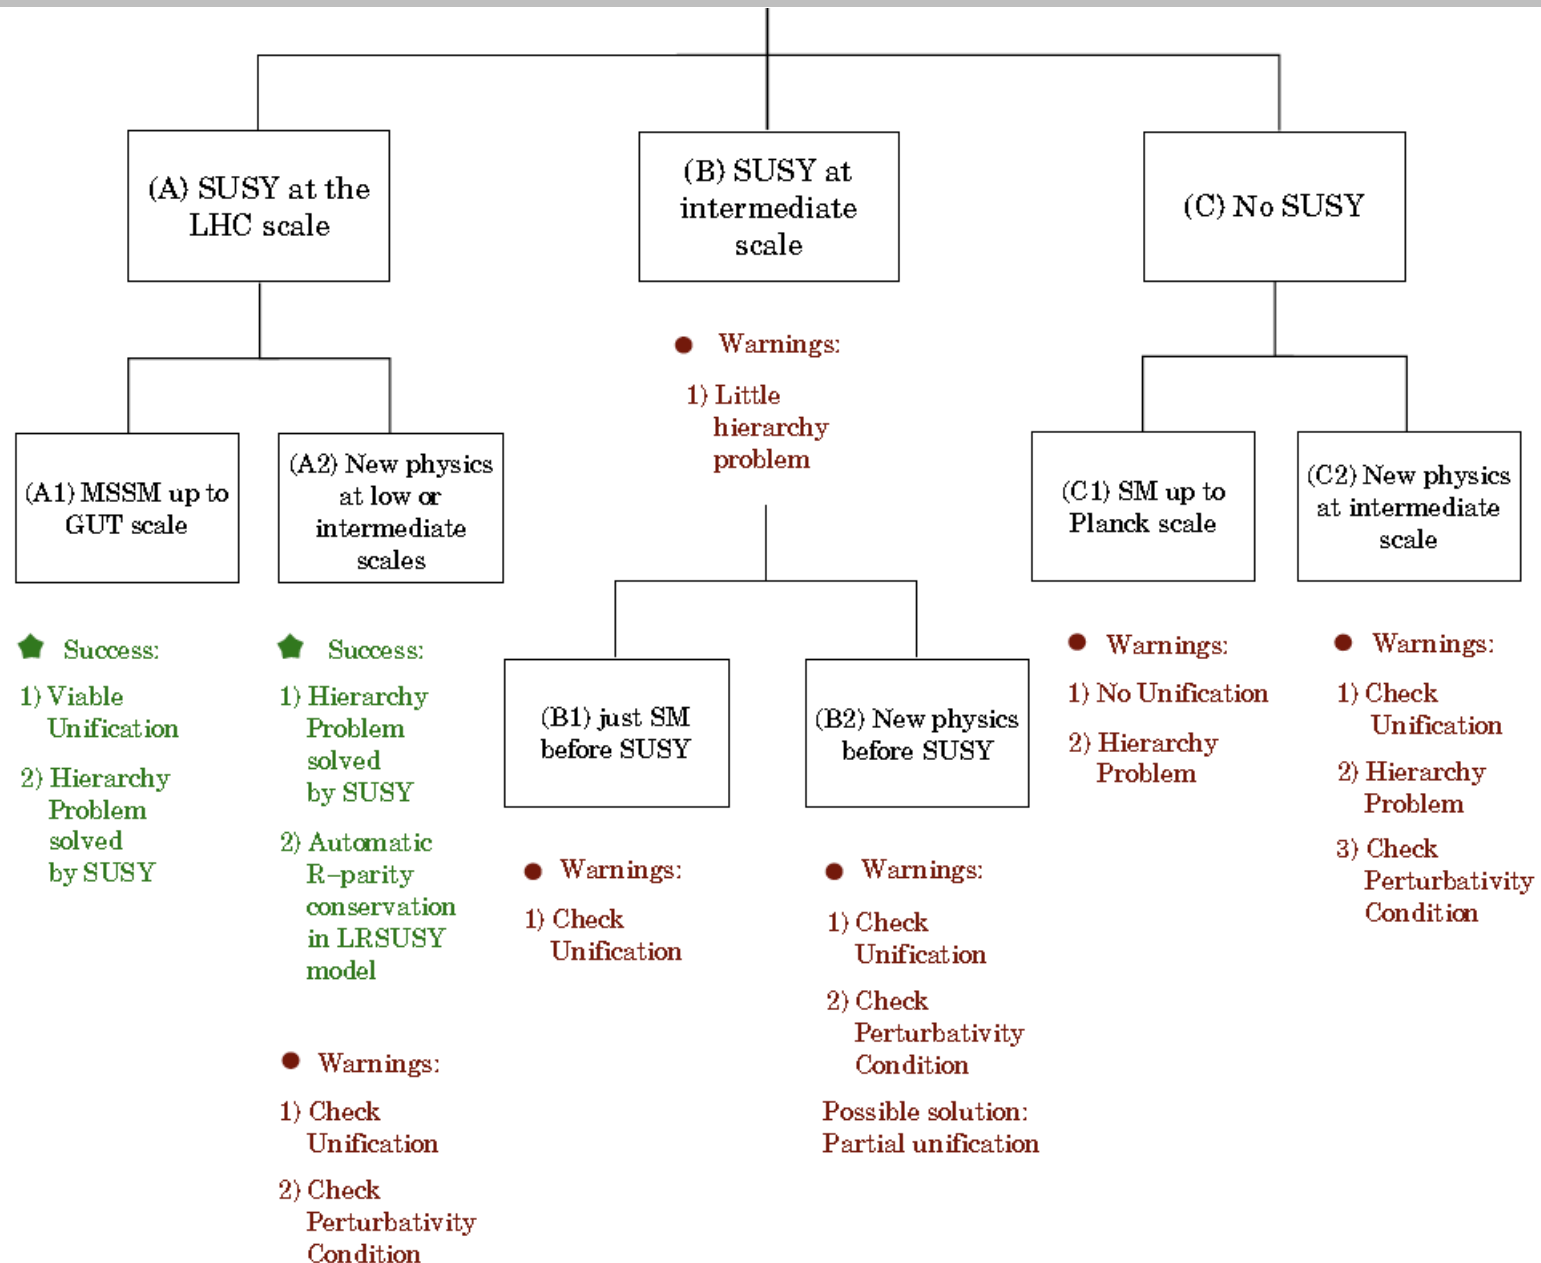 (A) SUSY at the
LHC scale
(B) SUSY at
intermediate
scale
(C) No SUSY
Warnings:
1) Little
hierarchy
problem
(A1) MSSM up to
GUT scale
(A2) New physics
at low or
intermediate
scales
(C1) SM up to
Planck scale
(C2) New physics
at intermediate
scale
Success:
1) Viable
Unification
2) Hierarchy
Problem
solved
by SUSY
Success:
1) Hierarchy
Problem
solved
by SUSY
2) Automatic
R-parity
conservation
in LRSUSY
model
Warnings:
1) Check
Unification
2) Check
Perturbativity
Condition
(B1) just SM
before SUSY
Warnings:
1) Check
Unification
(B2) New physics
before SUSY
Warnings:
1) Check
Unification
2) Check
Perturbativity
Condition
Possible solution:
Partial unification
Warnings:
1) No Unification
2) Hierarchy
Problem
Warnings:
1) Check
Unification
2) Hierarchy
Problem
3) Check
Perturbativity
Condition